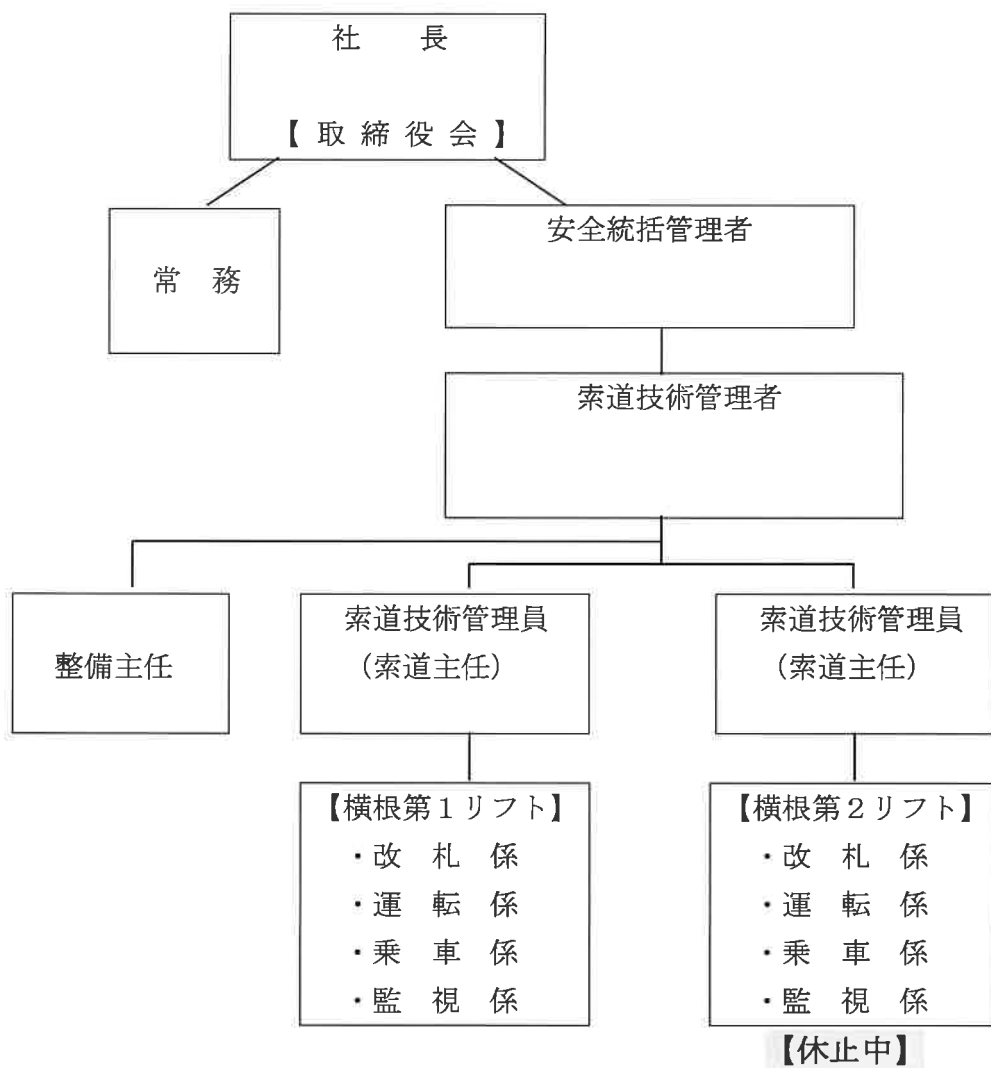 社　長
【取締役会】
常　務
安全統括管理者
索道技術管理者
整備主任
索道技術管理員
（索道主任）
索道技術管理員
（索道主任）
【横根第１リフト】
・改　札　係
・運　転　係
・乗　車　係
・監　視　係
【横根第２リフト】
・改　札　係
・運　転　係
・乗　車　係
・監　視　係
【休止中】